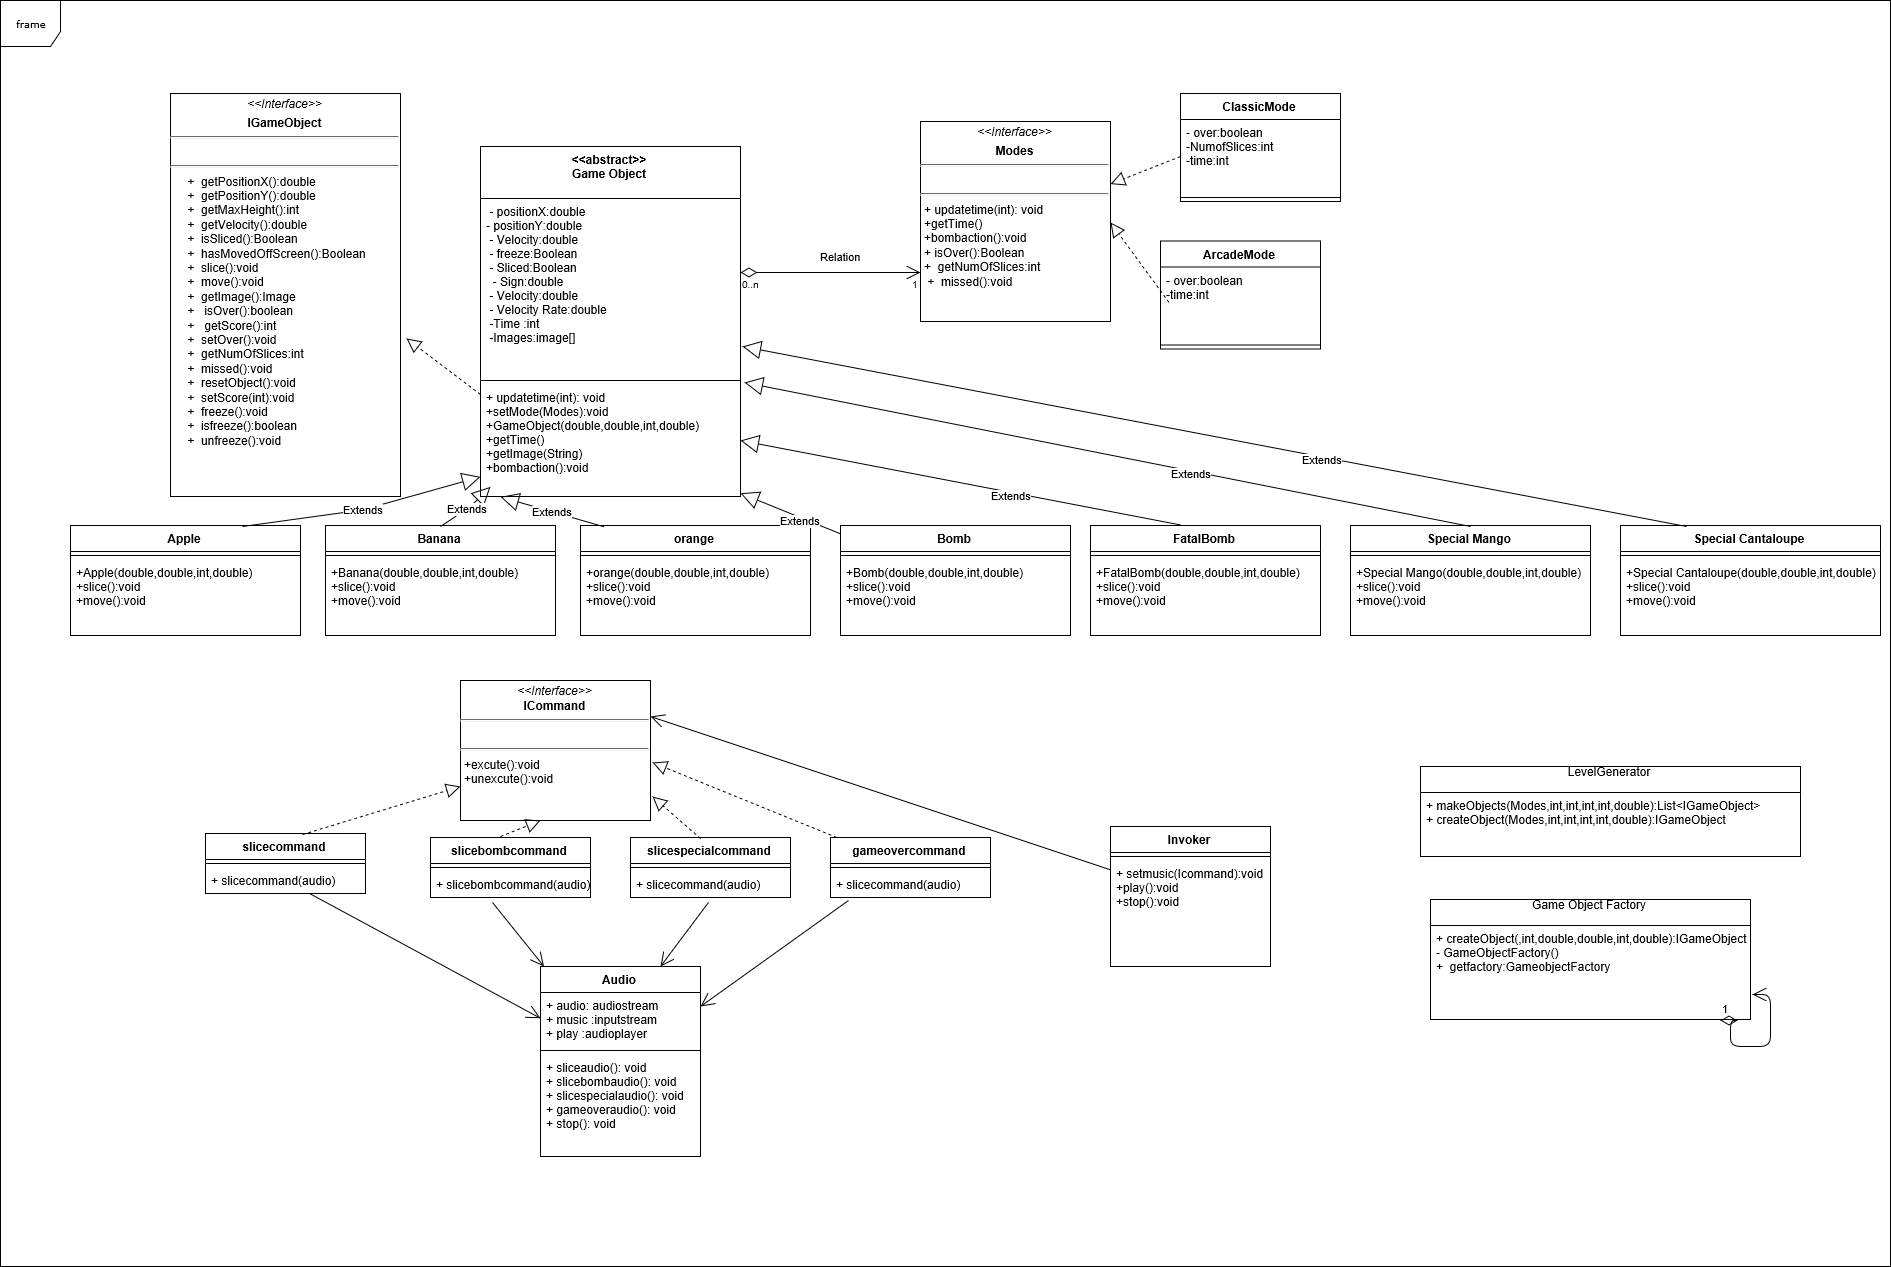 frame
<<Interface>>
IGameObject
+ getPositionX():double
+ getPositionY():double
+ getMaxHeight():int
+ getVelocity():double
+ isSliced():Boolean
+ hasMovedOffScreen():Boolean
+ slice():void
+ move():void
+ getImage():Image
+ isOver():boolean
+ getScore():int
+ setOver():void
+ getNumOfSlices:int
+ missed():void
+ resetObject():void
+ setScore(int):void
+ freeze():void
+ isfreeze():boolean
+ unfreeze():void
<<abstract>>
Game Object
- positionX:double
- positionY:double
- Velocity:double
- freeze:Boolean
- Sliced:Boolean
- Sign:double
- Velocity:double
- Velocity Rate:double
-Time :int
-Images:image[]
+ updatetime(int): void
+setMode(Modes):void
+GameObject(double,double,int,double)
+getTime()
+getImage(String)
+bombaction():void
Relation
0..n
1
<<Interface>>
Modes
+ updatetime(int): void
+getTime()
+bombaction():void
+ isOver():Boolean
+ getNumOfSlices:int
+ missed():void
ClassicMode
- over:boolean
-NumofSlices:int
-time:int
ArcadeMode
- over:boolean
-time:int
Extends
Extends
Extends
Extends
Extends
Extends
Extends
Apple
+Apple(double,double,int,double)
+slice():void
+move():void
Banana
+Banana(double,double,int,double)
+slice():void
+move():void
orange
+orange(double,double,int,double)
+slice():void
+move():void
Bomb
+Bomb(double,double,int,double)
+slice():void
+move():void
FatalBomb
+FatalBomb(double,double,int,double)
+slice():void
+move():void
Special Mango
+Special Mango(double,double,int,double)
+slice():void
+move():void
Special Cantaloupe
+Special Cantaloupe(double,double,int,double)
+slice():void
+move():void
<<Interface>>
ICommand
+excute():void
+unexcute():void
slicecommand
+ slicecommand(audio)
slicebombcommand
+ slicebombcommand(audio)
slicespecialcommand
+ slicecommand(audio)
gameovercommand
+ slicecommand(audio)
Invoker
+ setmusic(Icommand):void
+play():void
+stop():void
LevelGenerator
+ makeObjects(Modes,int,int,int,int,double):List<IGameObject>
+ createObject(Modes,int,int,int,int,double):IGameObject
Game Object Factory
+ createObject(,int,double,double,int,double):IGameObject
- GameObjectFactory()
+ getfactory:GameobjectFactory
1
Audio
+ audio: audiostream
+ music :inputstream
+ play :audioplayer
+ sliceaudio(): void
+ slicebombaudio(): void
+ slicespecialaudio(): void
+ gameoveraudio(): void
+ stop(): void